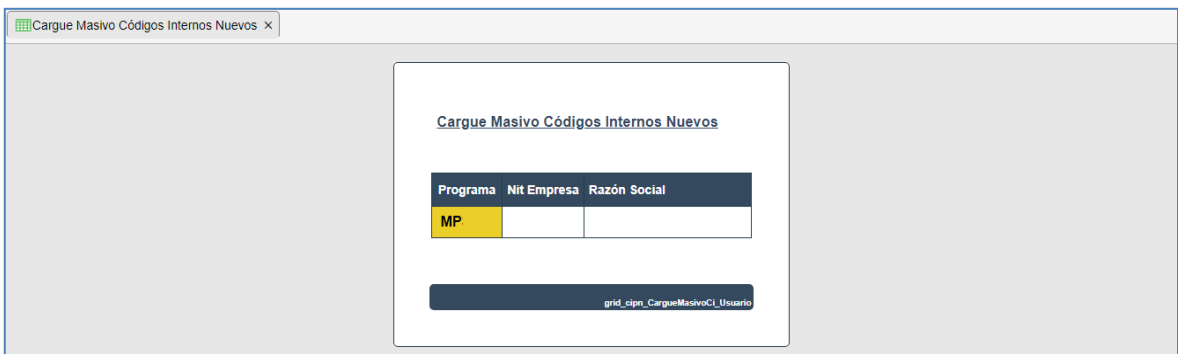 Cargue Masivo Códigos Internos Nuevos ×
Cargue Masivo Códigos Internos Nuevos
Programa Nit Empresa Razón Social
MP
grid_cipn_CargueMasivoCi_Usuario